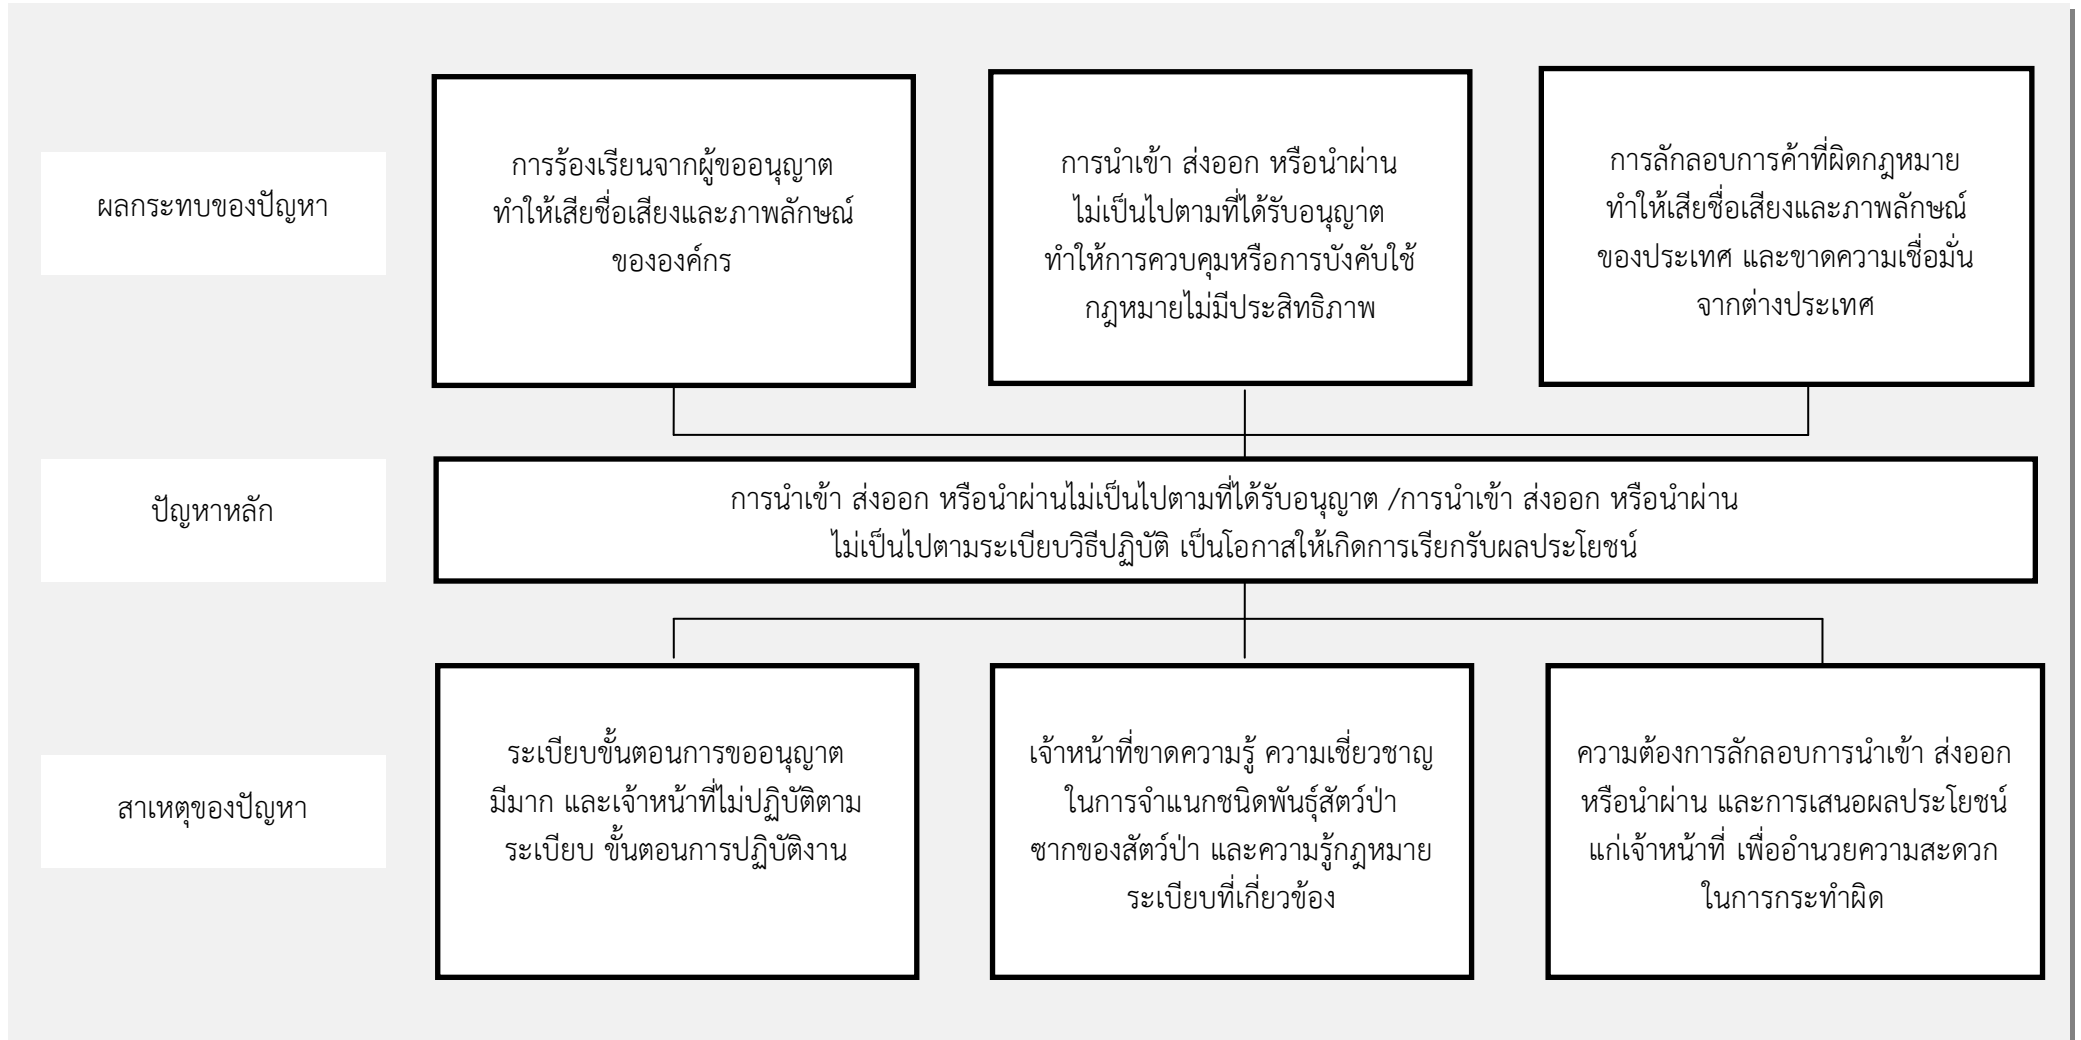 ผลกระทบของปัญหา
การร้องเรียนจากผู้ขออนุญาต
ทำให้เสียชื่อเสียงและภาพลักษณ์
ขององค์กร
การนำเข้า ส่งออก หรือนำผ่าน
ไม่เป็นไปตามที่ได้รับอนุญาต
ทำให้การควบคุมหรือการบังคับใช้
กฎหมายไม่มีประสิทธิภาพ
การลักลอบการค้าที่ผิดกฎหมาย
ทำให้เสียชื่อเสียงและภาพลักษณ์
ของประเทศ และขาดความเชื่อมั่น
จากต่างประเทศ
ปัญหาหลัก
การนำเข้า ส่งออก หรือนำผ่านไม่เป็นไปตามที่ได้รับอนุญาต /การนำเข้า ส่งออก หรือนำผ่าน
ไม่เป็นไปตามระเบียบวิธีปฏิบัติ เป็นโอกาสให้เกิดการเรียกรับผลประโยชน์
สาเหตุของปัญหา
ระเบียบขั้นตอนการขออนุญาต
มีมาก และเจ้าหน้าที่ไม่ปฏิบัติตาม
ระเบียบ ขั้นตอนการปฏิบัติงาน
เจ้าหน้าที่ขาดความรู้ ความเชี่ยวชาญ
ในการจำแนกชนิดพันธุ์สัตว์ป่า
ซากของสัตว์ป่า และความรู้กฎหมาย
ระเบียบที่เกี่ยวข้อง
ความต้องการลักลอบการนำเข้า ส่งออก
หรือนำผ่าน และการเสนอผลประโยชน์
แก่เจ้าหน้าที่ เพื่ออำนวยความสะดวก
ในการกระทำผิด